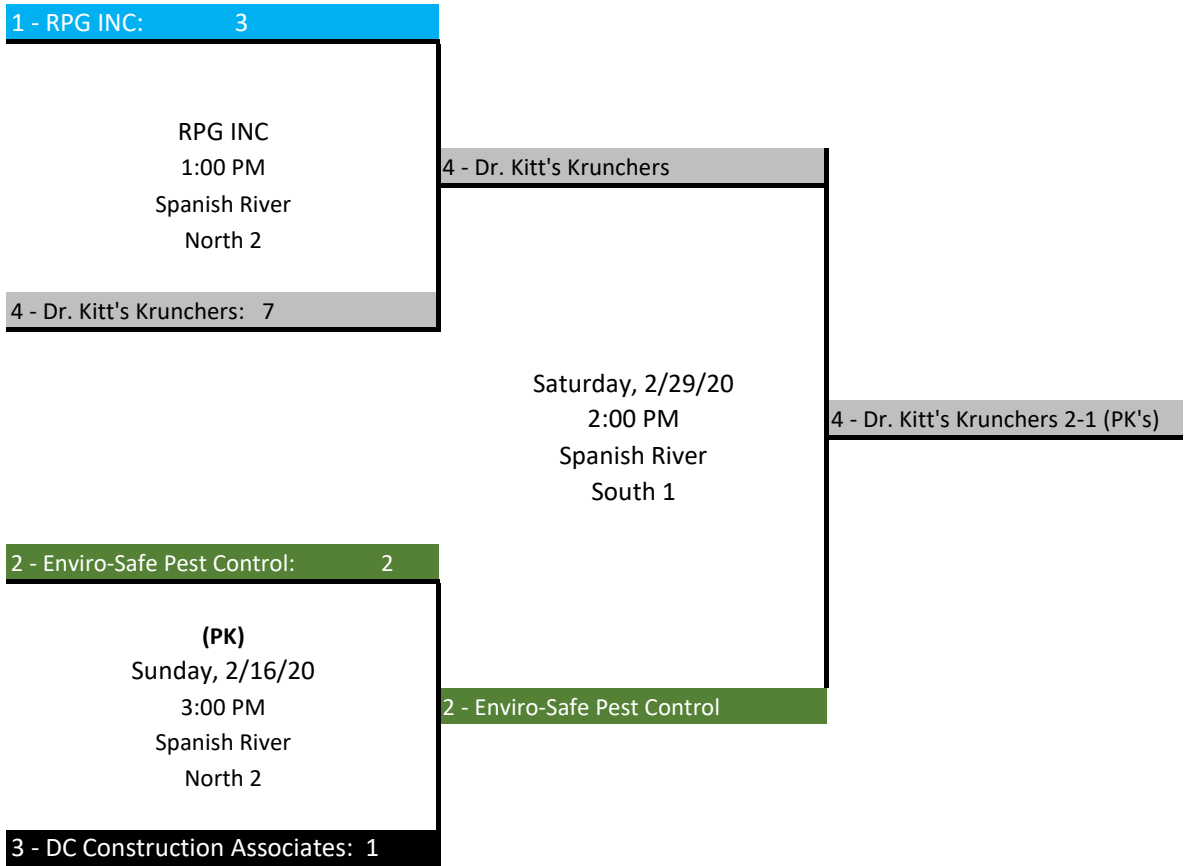 1 - RPG INC: 3
RPG INC
1:00 PM
Spanish River
North 2
4 - Dr. Kitt's Krunchers: 7
4 - Dr. Kitt's Krunchers
Saturday, 2/29/20
2:00 PM
Spanish River
South 1
4 - Dr. Kitt's Krunchers 2-1 (PK's)
2 - Enviro-Safe Pest Control: 2
(PK)
Sunday, 2/16/20
3:00 PM
Spanish River
North 2
3 - DC Construction Associates: 1
2 - Enviro-Safe Pest Control